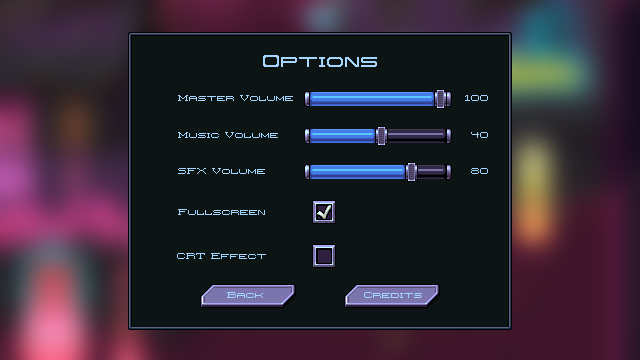 Options
Master Volume 100
Music Volume 40
SFX Volume 80
Fullscreen
CRT Effect
Back Credits